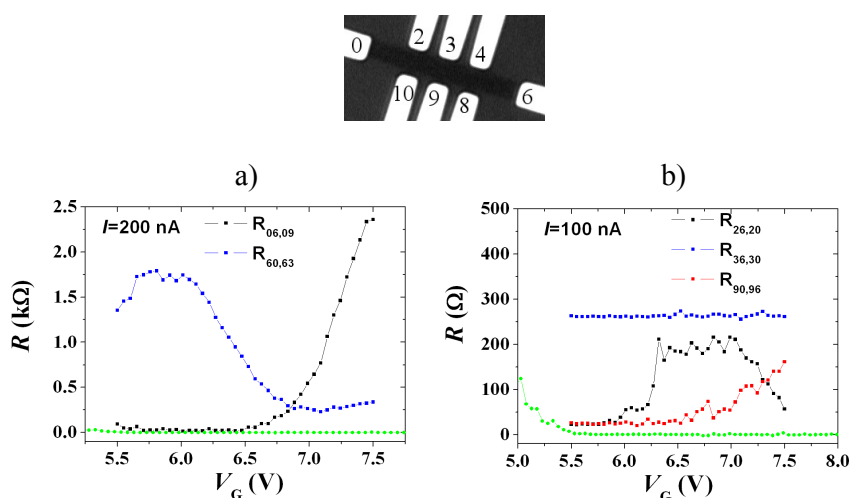 0 2 3 4
10 9 8 6
a)
I=200 nA
R06,09
R60,63
2.5
2.0
1.5
1.0
0.5
0.0
R (kΩ)
5.5 6.0 6.5 7.0 7.5
VG (V)
b)
I=100 nA
R26,20
R36,30
R90,96
500
400
300
200
100
0
R (Ω)
5.0 5.5 6.0 6.5 7.0 7.5 8.0
VG (V)